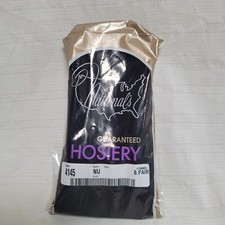 National's
GUARANTEED
HOSIERY
4145
NU
6 PAIR